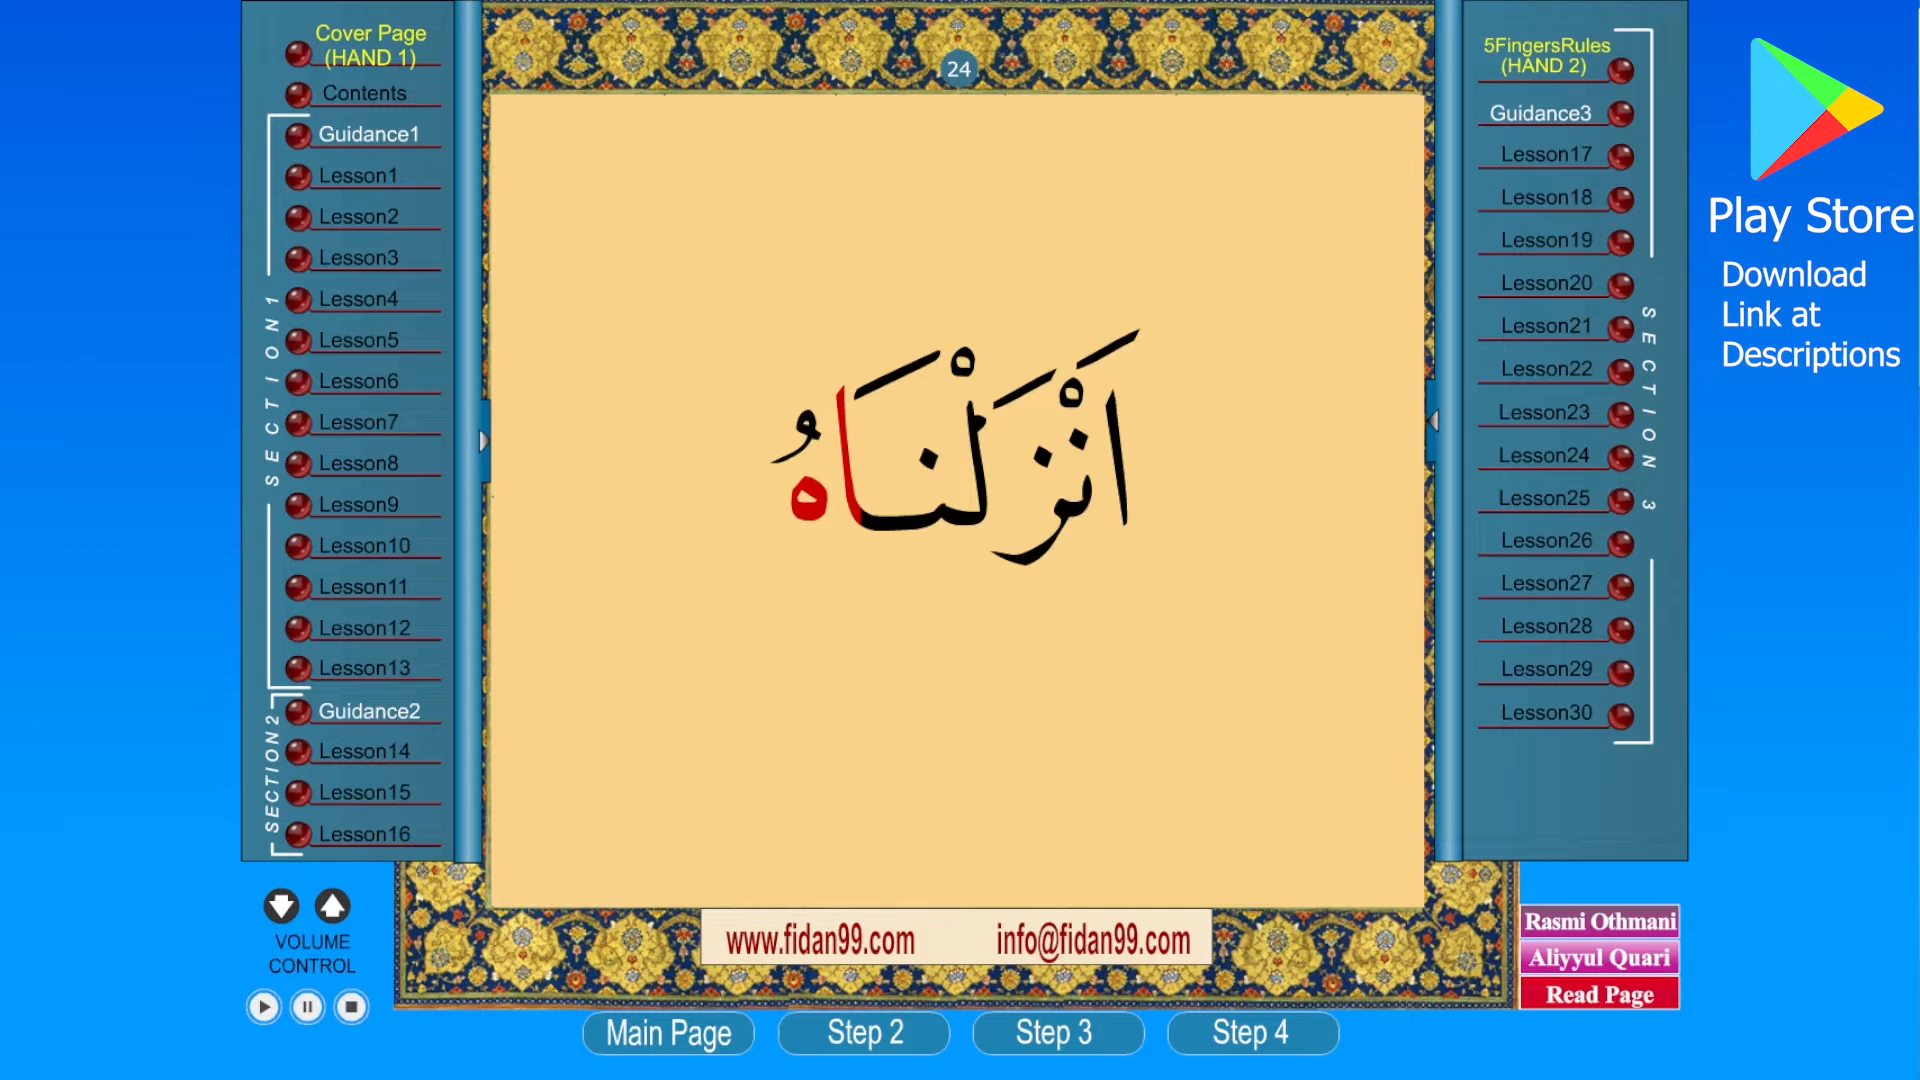 Cover Page
(HAND 1)
Contents
Guidance1
Lesson1
Lesson2
Lesson3
Lesson4
Lesson5
Lesson6
Lesson7
Lesson8
Lesson9
Lesson10
Lesson11
Lesson12
Lesson13
Guidance2
Lesson14
Lesson15
Lesson16
SECTION 1
SECTION2
VOLUME
CONTROL
24
اَنْزَلْنَاهُ
www.fidan99.com info@fidan99.com
Main Page Step 2 Step 3 Step 4
5FingersRules
(HAND 2)
Guidance3
Lesson17
Lesson18
Lesson19
Lesson20
Lesson21
Lesson22
Lesson23
Lesson24
Lesson25
Lesson26
Lesson27
Lesson28
Lesson29
Lesson30
SECTION 3
Rasmi Othmani
Aliyyul Quari
Read Page
Play Store
Download
Link at
Descriptions